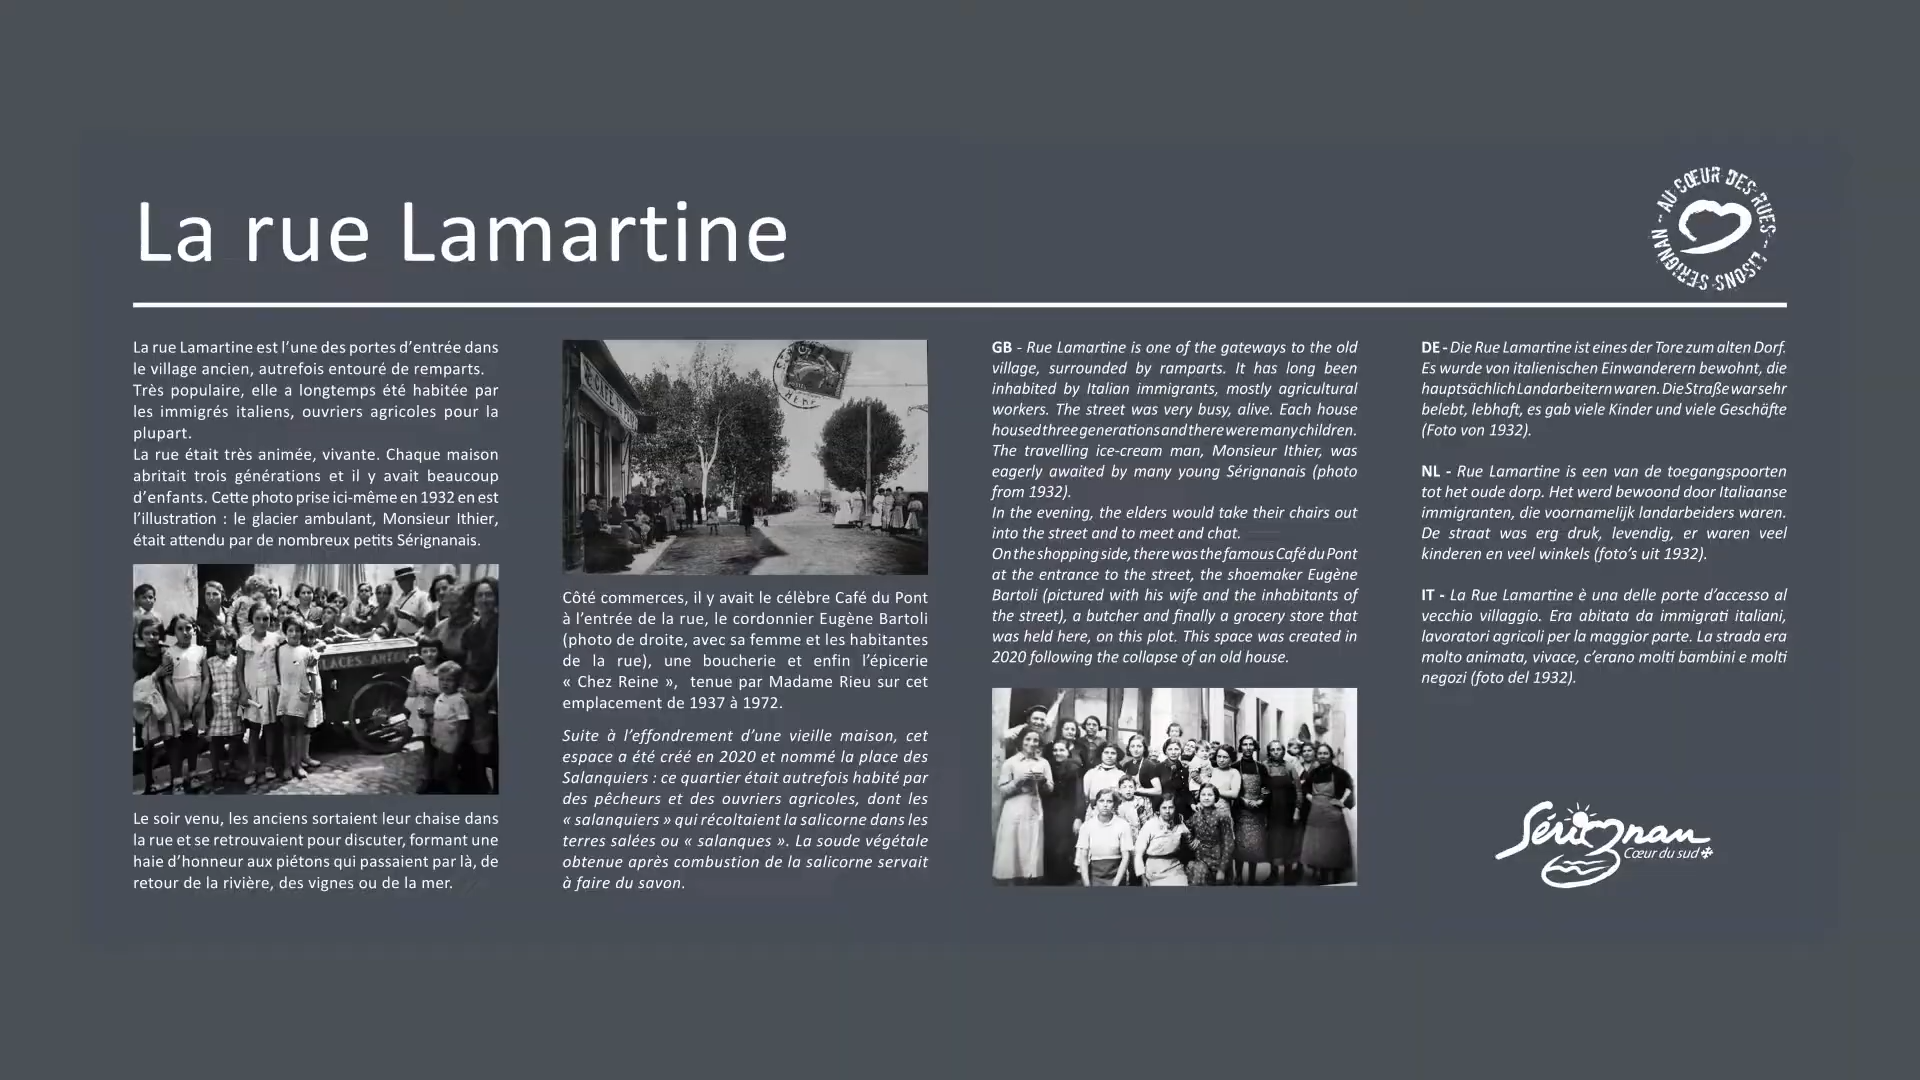 La rue Lamartine
AU CŒUR DES RUES -- LISONS SÉRIGNAN --
La rue Lamartine est l’une des portes d’entrée dans
le village ancien, autrefois entouré de remparts.
Très populaire, elle a longtemps été habitée par
les immigrés italiens, ouvriers agricoles pour la
plupart.
La rue était très animée, vivante. Chaque maison
abritait trois générations et il y avait beaucoup
d’enfants. Cette photo prise ici-même en 1932 en est
l’illustration : le glacier ambulant, Monsieur Ithier,
était attendu par de nombreux petits Sérignanais.
Le soir venu, les anciens sortaient leur chaise dans
la rue et se retrouvaient pour discuter, formant une
haie d’honneur aux piétons qui passaient par là, de
retour de la rivière, des vignes ou de la mer.
Côté commerces, il y avait le célèbre Café du Pont
à l’entrée de la rue, le cordonnier Eugène Bartoli
(photo de droite, avec sa femme et les habitantes
de la rue), une boucherie et enfin l’épicerie
« Chez Reine », tenue par Madame Rieu sur cet
emplacement de 1937 à 1972.
Suite à l’effondrement d’une vieille maison, cet
espace a été créé en 2020 et nommé la place des
Salanquiers : ce quartier était autrefois habité par
des pêcheurs et des ouvriers agricoles, dont les
« salanquiers » qui récoltaient la salicorne dans les
terres salées ou « salanques ». La soude végétale
obtenue après combustion de la salicorne servait
à faire du savon.
GB - Rue Lamartine is one of the gateways to the old
village, surrounded by ramparts. It has long been
inhabited by Italian immigrants, mostly agricultural
workers. The street was very busy, alive. Each house
housed three generations and there were many children.
The travelling ice-cream man, Monsieur Ithier, was
eagerly awaited by many young Sérignanais (photo
from 1932).
In the evening, the elders would take their chairs out
into the street and to meet and chat.
On the shopping side, there was the famous Café du Pont
at the entrance to the street, the shoemaker Eugène
Bartoli (pictured with his wife and the inhabitants of
the street), a butcher and finally a grocery store that
was held here, on this plot. This space was created in
2020 following the collapse of an old house.
DE - Die Rue Lamartine ist eines der Tore zum alten Dorf.
Es wurde von italienischen Einwanderern bewohnt, die
hauptsächlich Landarbeitern waren. Die Straße war sehr
belebt, lebhaft, es gab viele Kinder und viele Geschäfte
(Foto von 1932).
NL - Rue Lamartine is een van de toegangspoorten
tot het oude dorp. Het werd bewoond door Italiaanse
immigranten, die voornamelijk landarbeiders waren.
De straat was erg druk, levendig, er waren veel
kinderen en veel winkels (foto’s uit 1932).
IT - La Rue Lamartine è una delle porte d’accesso al
vecchio villaggio. Era abitata da immigrati italiani,
lavoratori agricoli per la maggior parte. La strada era
molto animata, vivace, c’erano molti bambini e molti
negozi (foto del 1932).
Sérignan
Cœur du sud